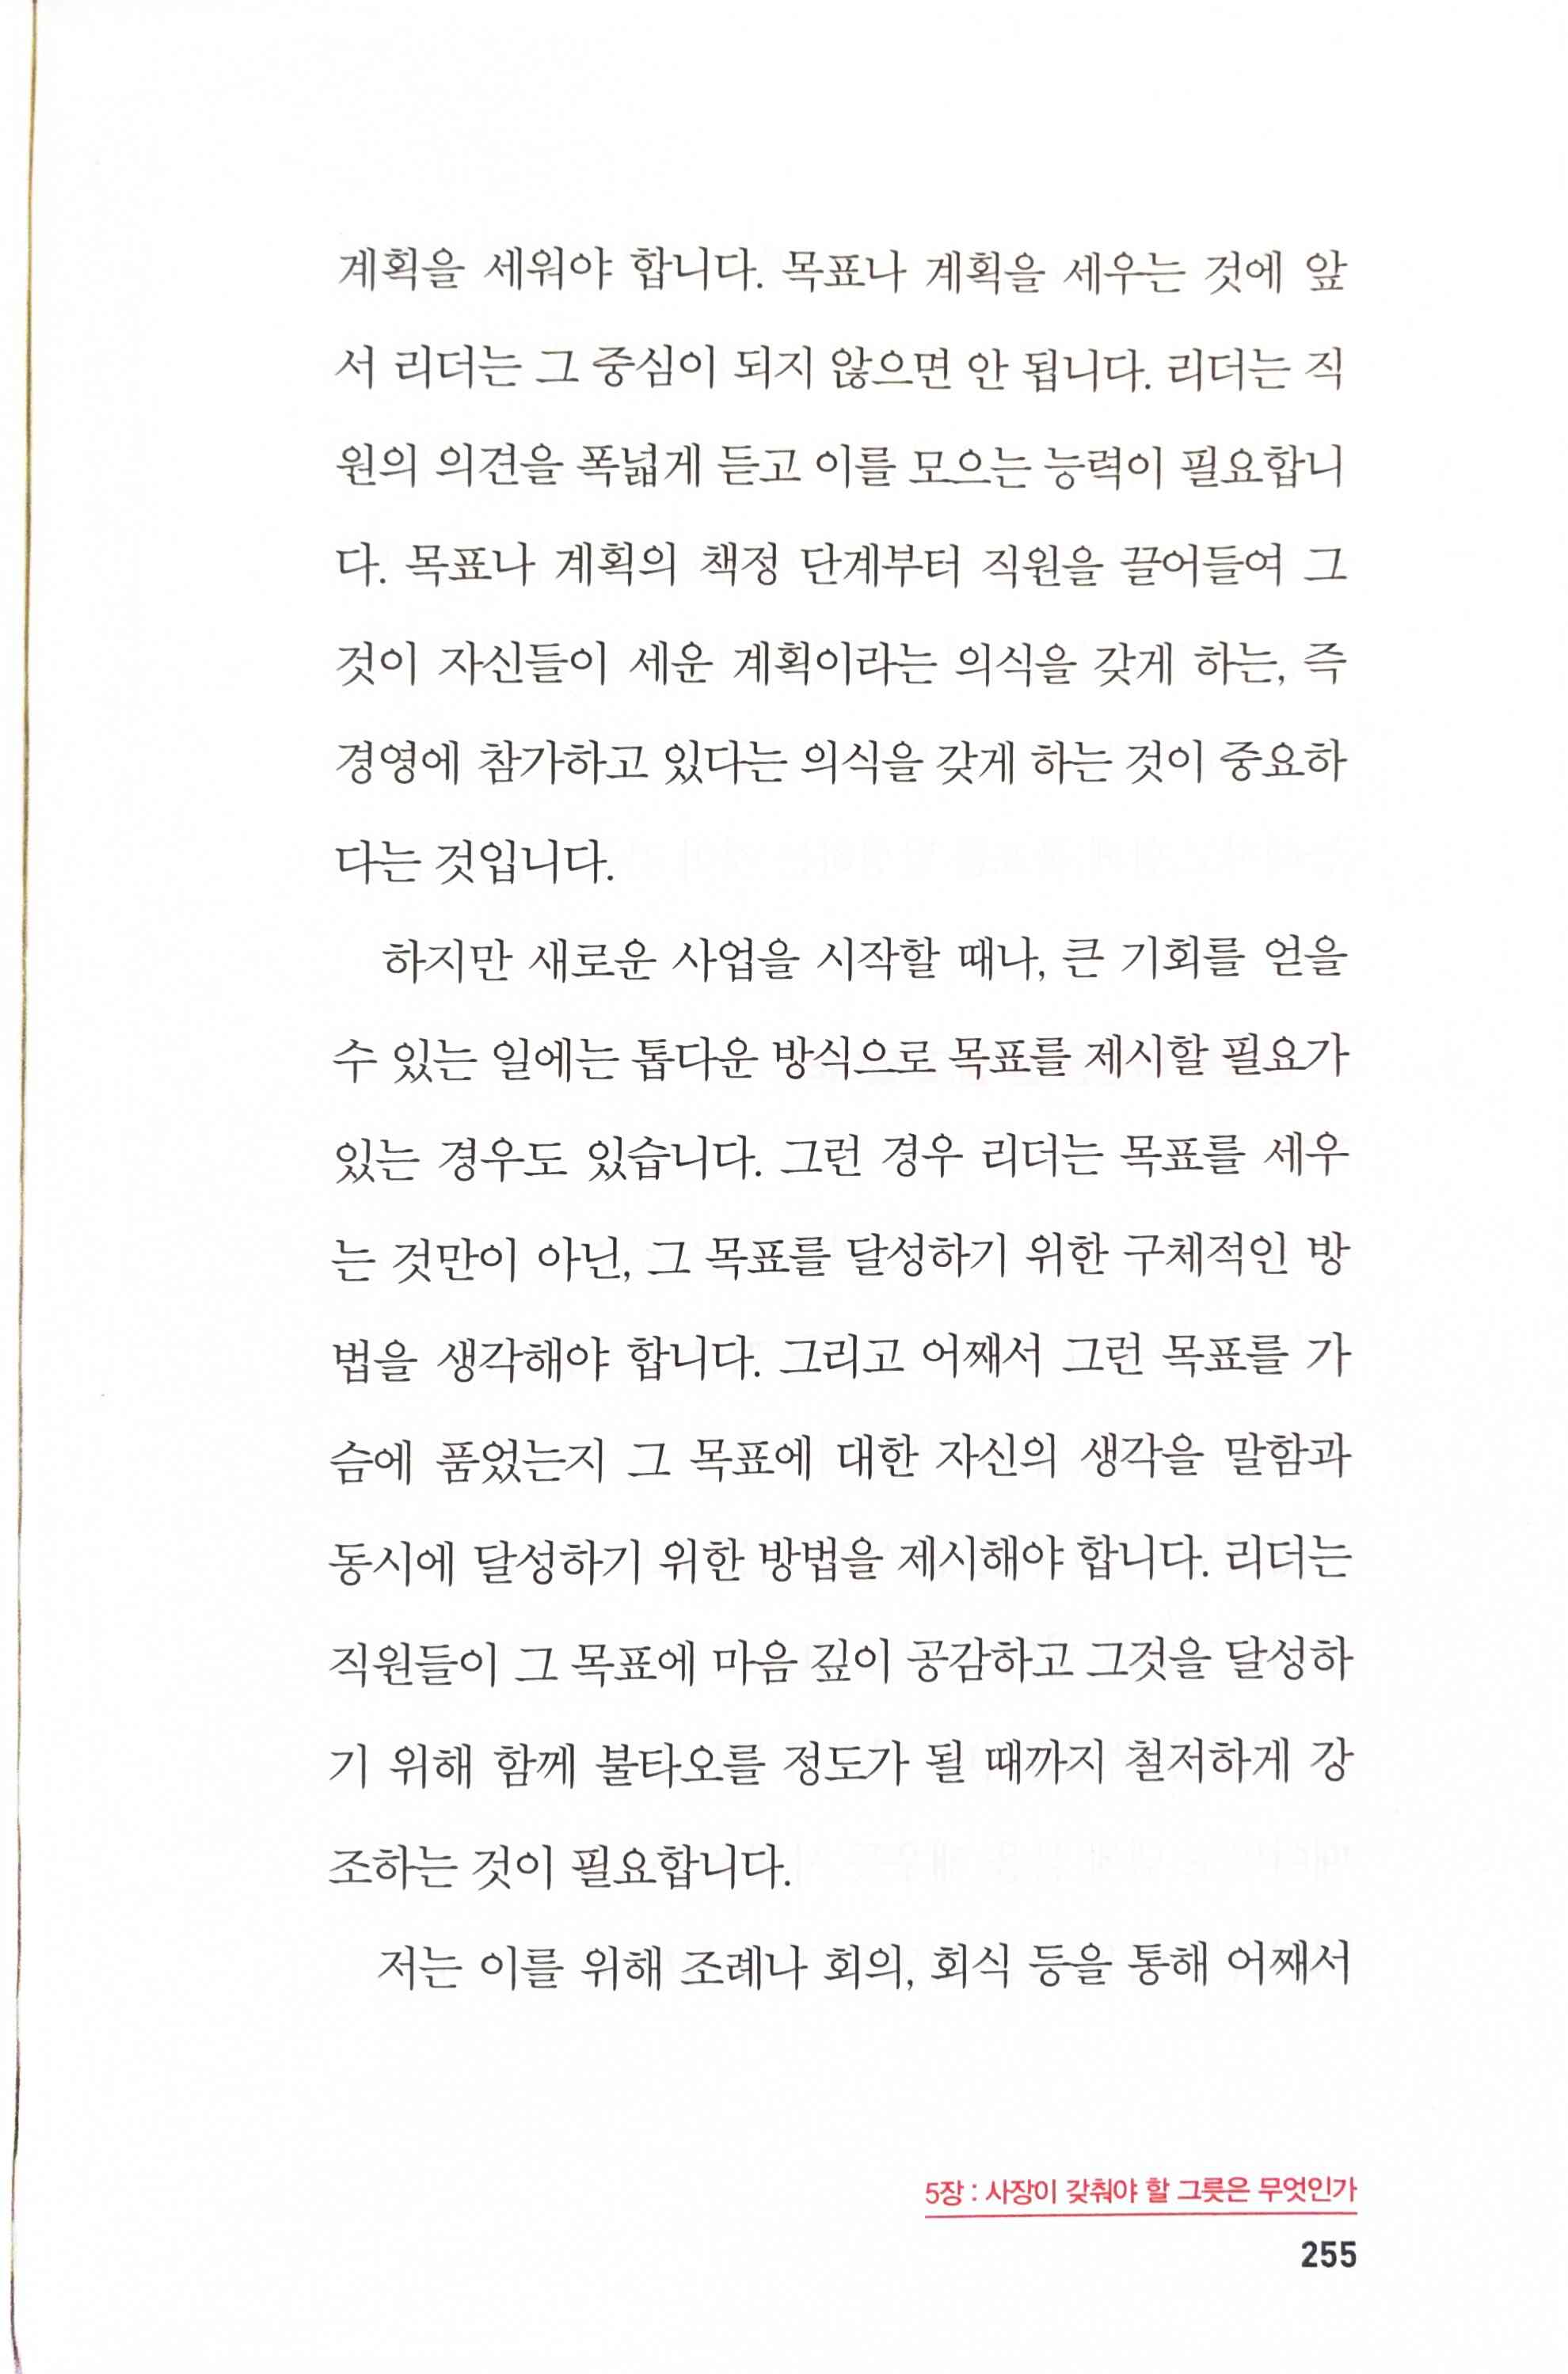 계획을 세워야 합니다. 목표나 계획을 세우는 것에 앞
서 리더는 그 중심이 되지 않으면 안 됩니다. 리더는 직
원의 의견을 폭넓게 듣고 이를 모으는 능력이 필요합니
다. 목표나 계획의 책정 단계부터 직원을 끌어들여 그
것이 자신들이 세운 계획이라는 의식을 갖게 하는, 즉
경영에 참가하고 있다는 의식을 갖게 하는 것이 중요하
다는 것입니다.
하지만 새로운 사업을 시작할 때나, 큰 기회를 얻을
수 있는 일에는 톱다운 방식으로 목표를 제시할 필요가
있는 경우도 있습니다. 그런 경우 리더는 목표를 세우
는 것만이 아닌, 그 목표를 달성하기 위한 구체적인 방
법을 생각해야 합니다. 그리고 어째서 그런 목표를 가
슴에 품었는지 그 목표에 대한 자신의 생각을 말함과
동시에 달성하기 위한 방법을 제시해야 합니다. 리더는
직원들이 그 목표에 마음 깊이 공감하고 그것을 달성하
기 위해 함께 불타오를 정도가 될 때까지 철저하게 강
조하는 것이 필요합니다.
저는 이를 위해 조례나 회의, 회식 등을 통해 어째서
5장 : 사장이 갖춰야 할 그릇은 무엇인가
255